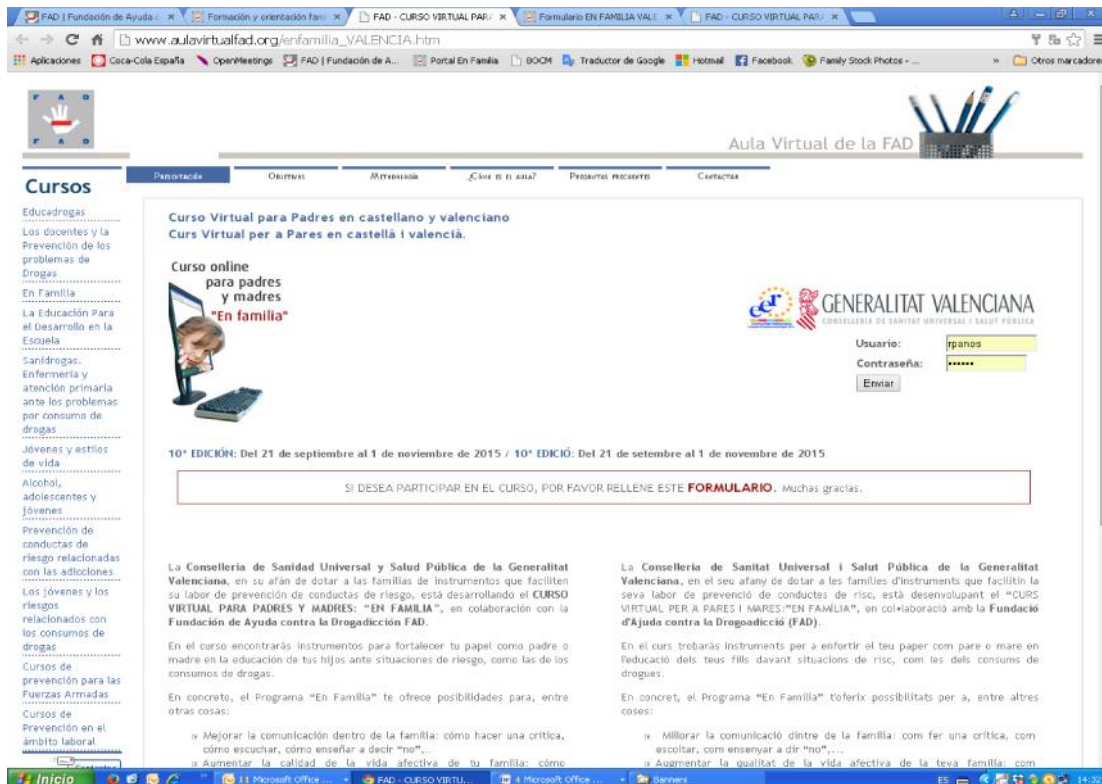 FAD | Fundación de Ayuda
Formación y orientación fami
FAD - CURSO VIRTUAL PARA
Formulario EN FAMILIA VALE
FAD - CURSO VIRTUAL PAR
www.aulavirtualfad.org/enfamilia_VALENCIA.htm
Aplicaciones
Coca-Cola España
OpenMeetings
FAD | Fundación de A...
Portal En Familia
BOCM
Traductor de Google
Hotmail
Facebook
Family Stock Photos - ...
»
Otros marcadore
F A D
F A D
Aula Virtual de la FAD
Presentación
Objetivos
Metodología
¿Cómo es el aula?
Preguntas frecuentes
Contactar
Cursos
Educadrogas
Los docentes y la
Prevención de los
problemas de
Drogas
En Familia
La Educación Para
el Desarrollo en la
Escuela
Sanidrogas.
Enfermería y
atención primaria
ante los problemas
por consumo de
drogas
Jóvenes y estilos
de vida
Alcohol,
adolescentes y
jóvenes
Prevención de
conductas de
riesgo relacionadas
con las adicciones
Los jóvenes y los
riesgos
relacionados con
los consumos de
drogas
Cursos de
prevención para las
Fuerzas Armadas
Cursos de
Prevención en el
ámbito laboral
Curso Virtual para Padres en castellano y valenciano
Curs Virtual per a Pares en castellà i valencià.
Curso online
para padres
y madres
"En familia"
GENERALITAT VALENCIANA
CONSELLERIA DE SANITAT UNIVERSAL I SALUT PÚBLICA
Usuario: rpanos
Contraseña: ••••••
Enviar
10ª EDICIÓN: Del 21 de septiembre al 1 de noviembre de 2015 / 10ª EDICIÓ: Del 21 de setembre al 1 de novembre de 2015
SI DESEA PARTICIPAR EN EL CURSO, POR FAVOR RELLENE ESTE FORMULARIO. Muchas gracias.
La Conselleria de Sanidad Universal y Salud Pública de la Generalitat
Valenciana, en su afán de dotar a las familias de instrumentos que faciliten
su labor de prevención de conductas de riesgo, está desarrollando el CURSO
VIRTUAL PARA PADRES Y MADRES: "EN FAMILIA", en colaboración con la
Fundación de Ayuda contra la Drogadicción FAD.
En el curso encontrarás instrumentos para fortalecer tu papel como padre o
madre en la educación de tus hijos ante situaciones de riesgo, como las de los
consumos de drogas.
En concreto, el Programa "En Familia" te ofrece posibilidades para, entre
otras cosas:
» Mejorar la comunicación dentro de la familia: cómo hacer una crítica,
cómo escuchar, cómo enseñar a decir "no",...
» Aumentar la calidad de la vida afectiva de tu familia: cómo
La Conselleria de Sanitat Universal i Salut Pública de la Generalitat
Valenciana, en el seu afany de dotar a les famílies d'instruments que facilitin la
seva labor de prevenció de conductes de risc, està desenvolupant el "CURS
VIRTUAL PER A PARES I MARES:"EN FAMÍLIA", en col•laboració amb la Fundació
d'Ajuda contra la Drogoadicció (FAD).
En el curs trobaràs instruments per a enfortir el teu paper com pare o mare en
l'educació dels teus fills davant situacions de risc, com les dels consums de
drogues.
En concret, el Programa "En Família" t'oferix possibilitats per a, entre altres
coses:
» Millorar la comunicació dintre de la família: com fer una crítica, com
escoltar, com ensenyar a dir "no",...
» Augmentar la qualitat de la vida afectiva de la teva família: com
Inicio
11 Microsoft Office ...
FAD - CURSO VIRTU...
4 Microsoft Office ...
Banners
ES